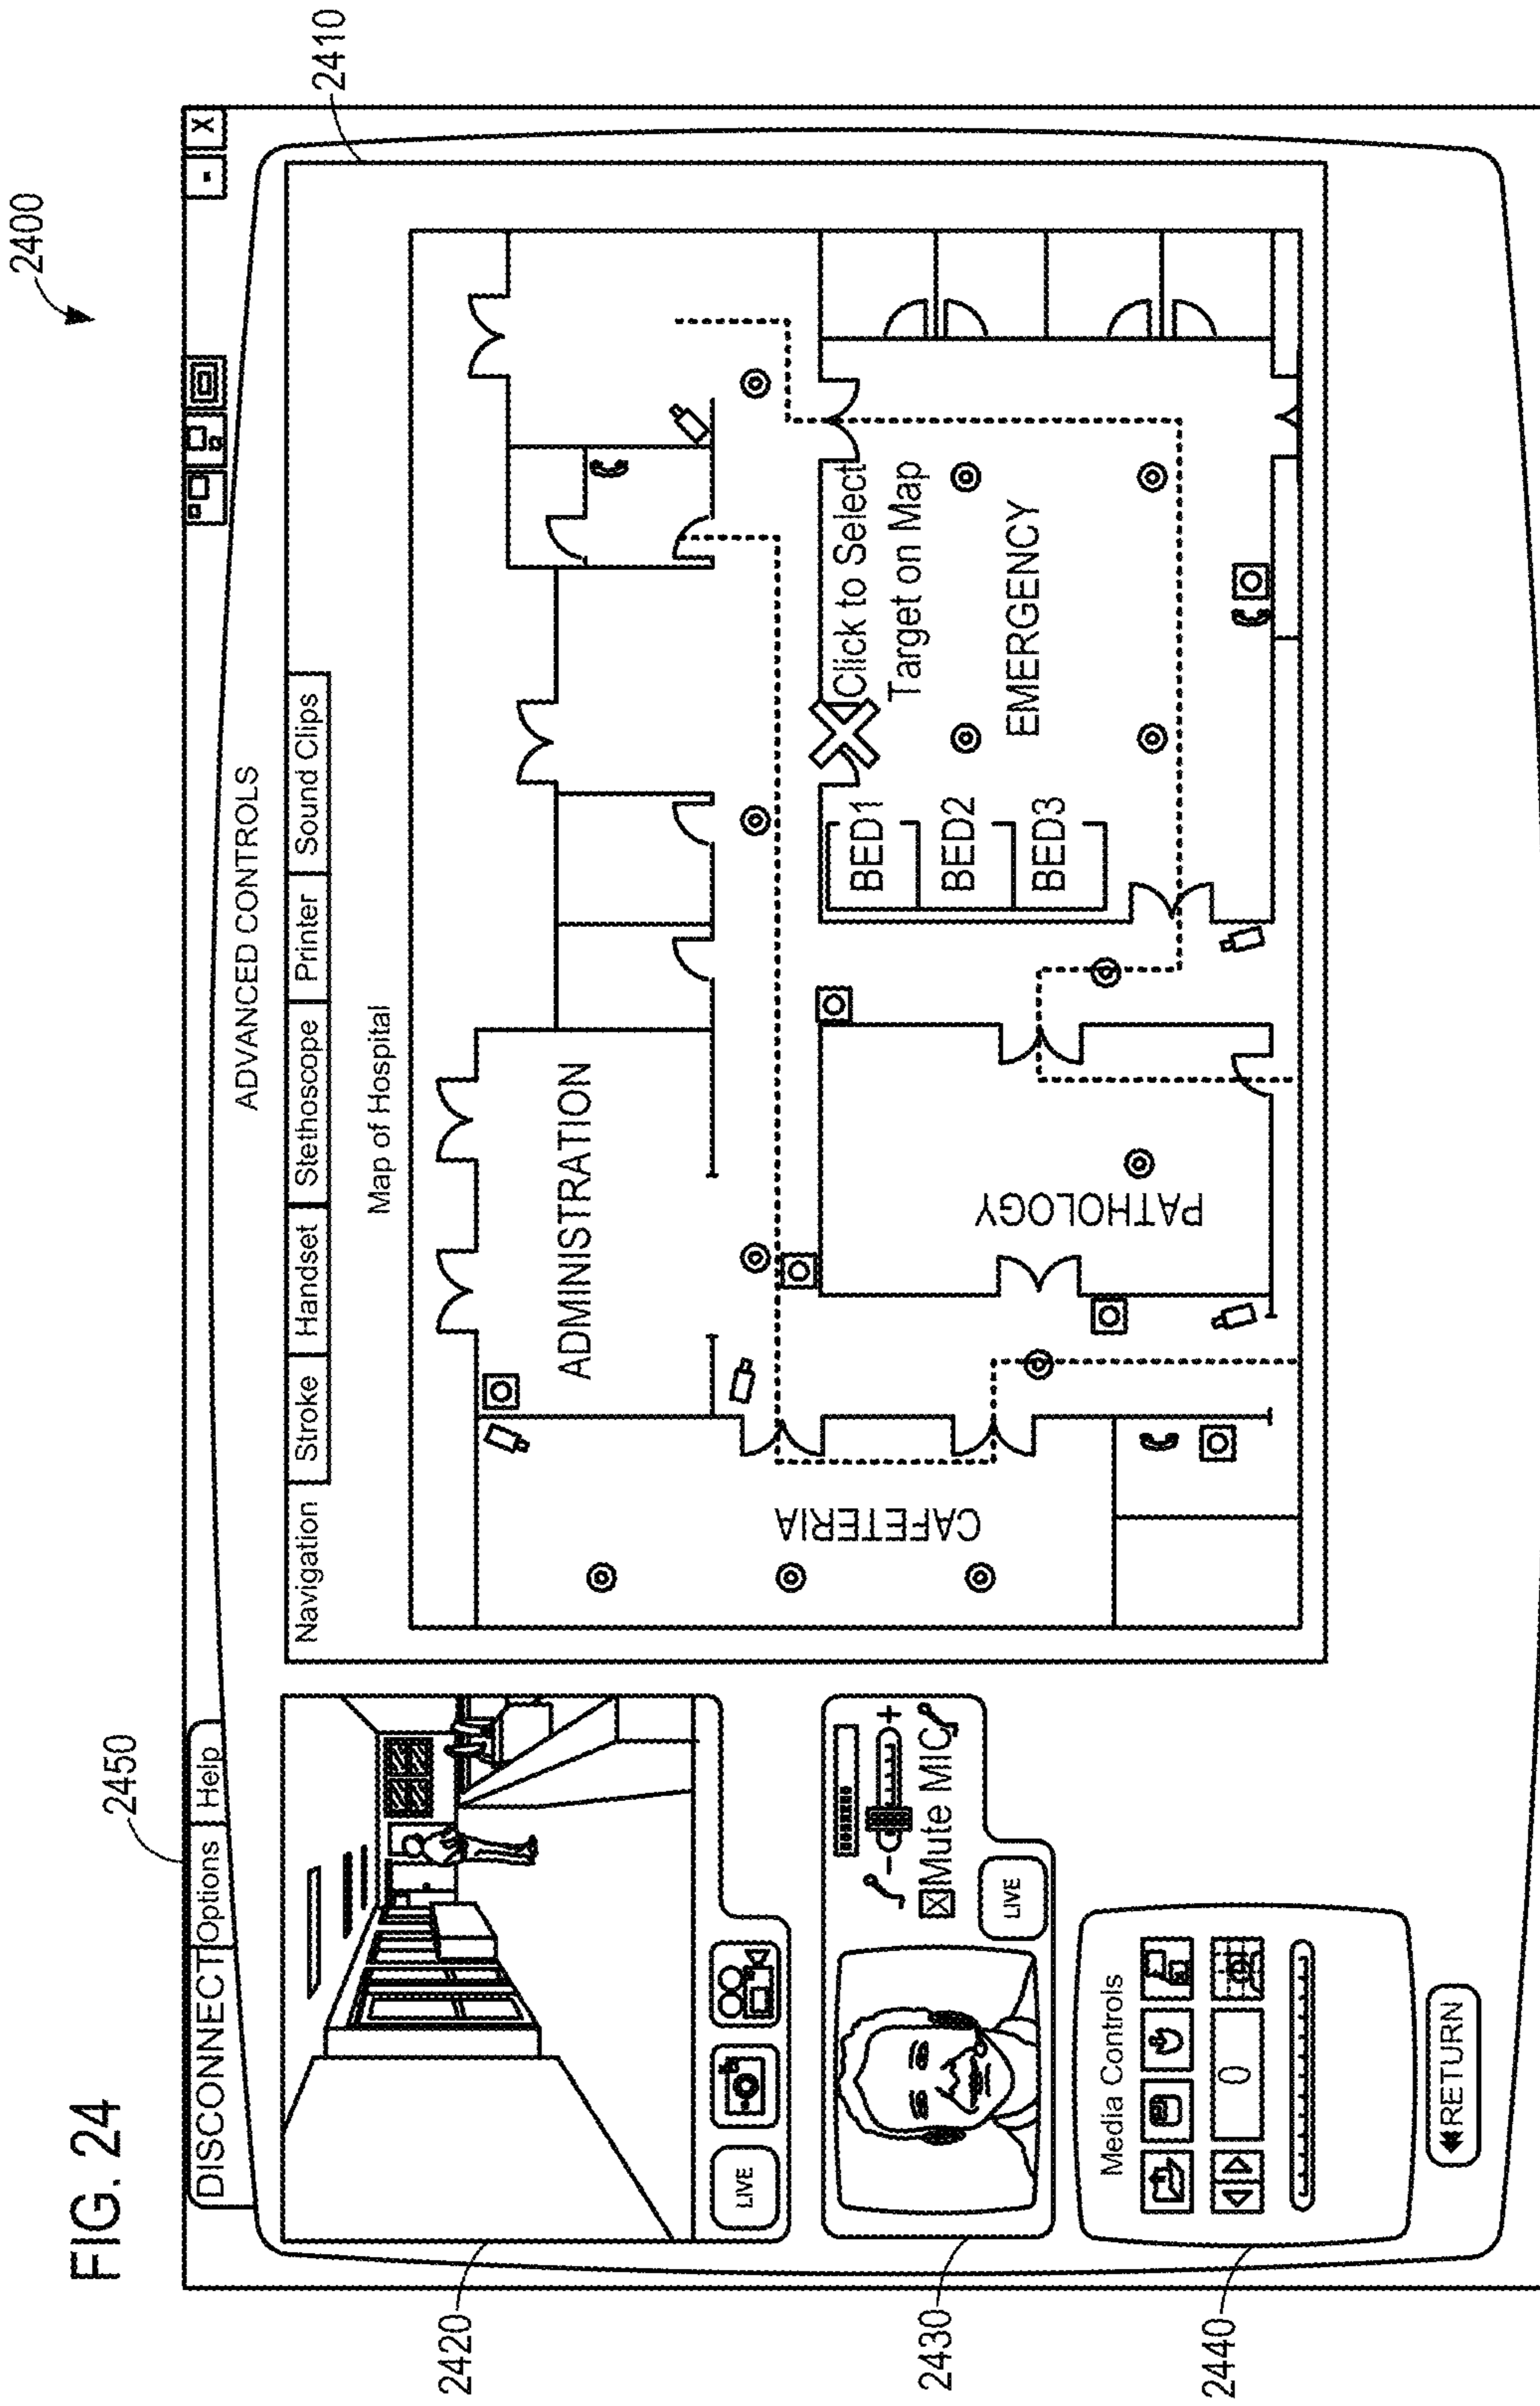 FIG. 24
2400
2450
DISCONNECT Options Help
- X
ADVANCED CONTROLS
2410
Navigation Stroke Handset Stethoscope Printer Sound Clips
Map of Hospital
ADMINISTRATION
CAFETERIA
PATHOLOGY
BED1
BED2
BED3
Click to Select
Target on Map
EMERGENCY
2420
LIVE
2430
- +
Mute MIC
LIVE
2440
Media Controls
0
RETURN